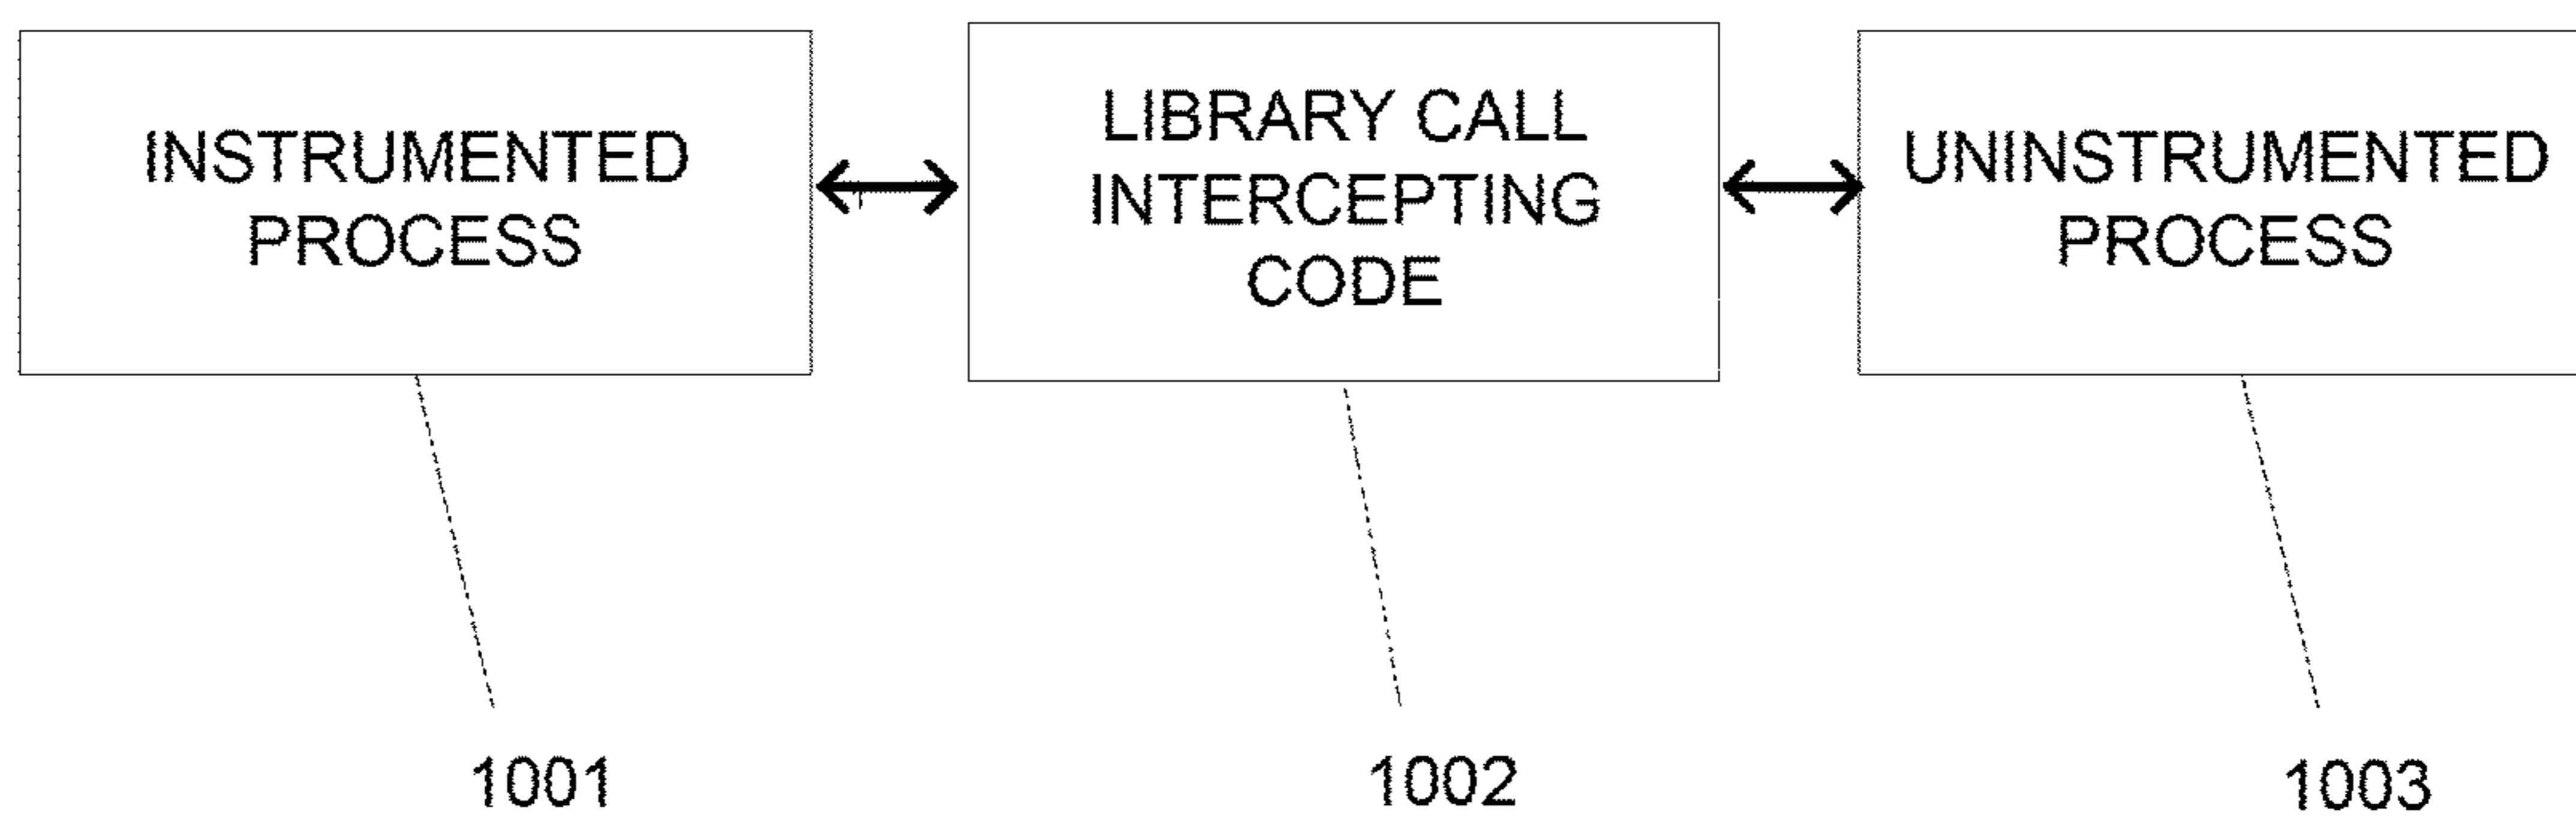 INSTRUMENTED
PROCESS
LIBRARY CALL
INTERCEPTING
CODE
UNINSTRUMENTED
PROCESS
1001
1002
1003